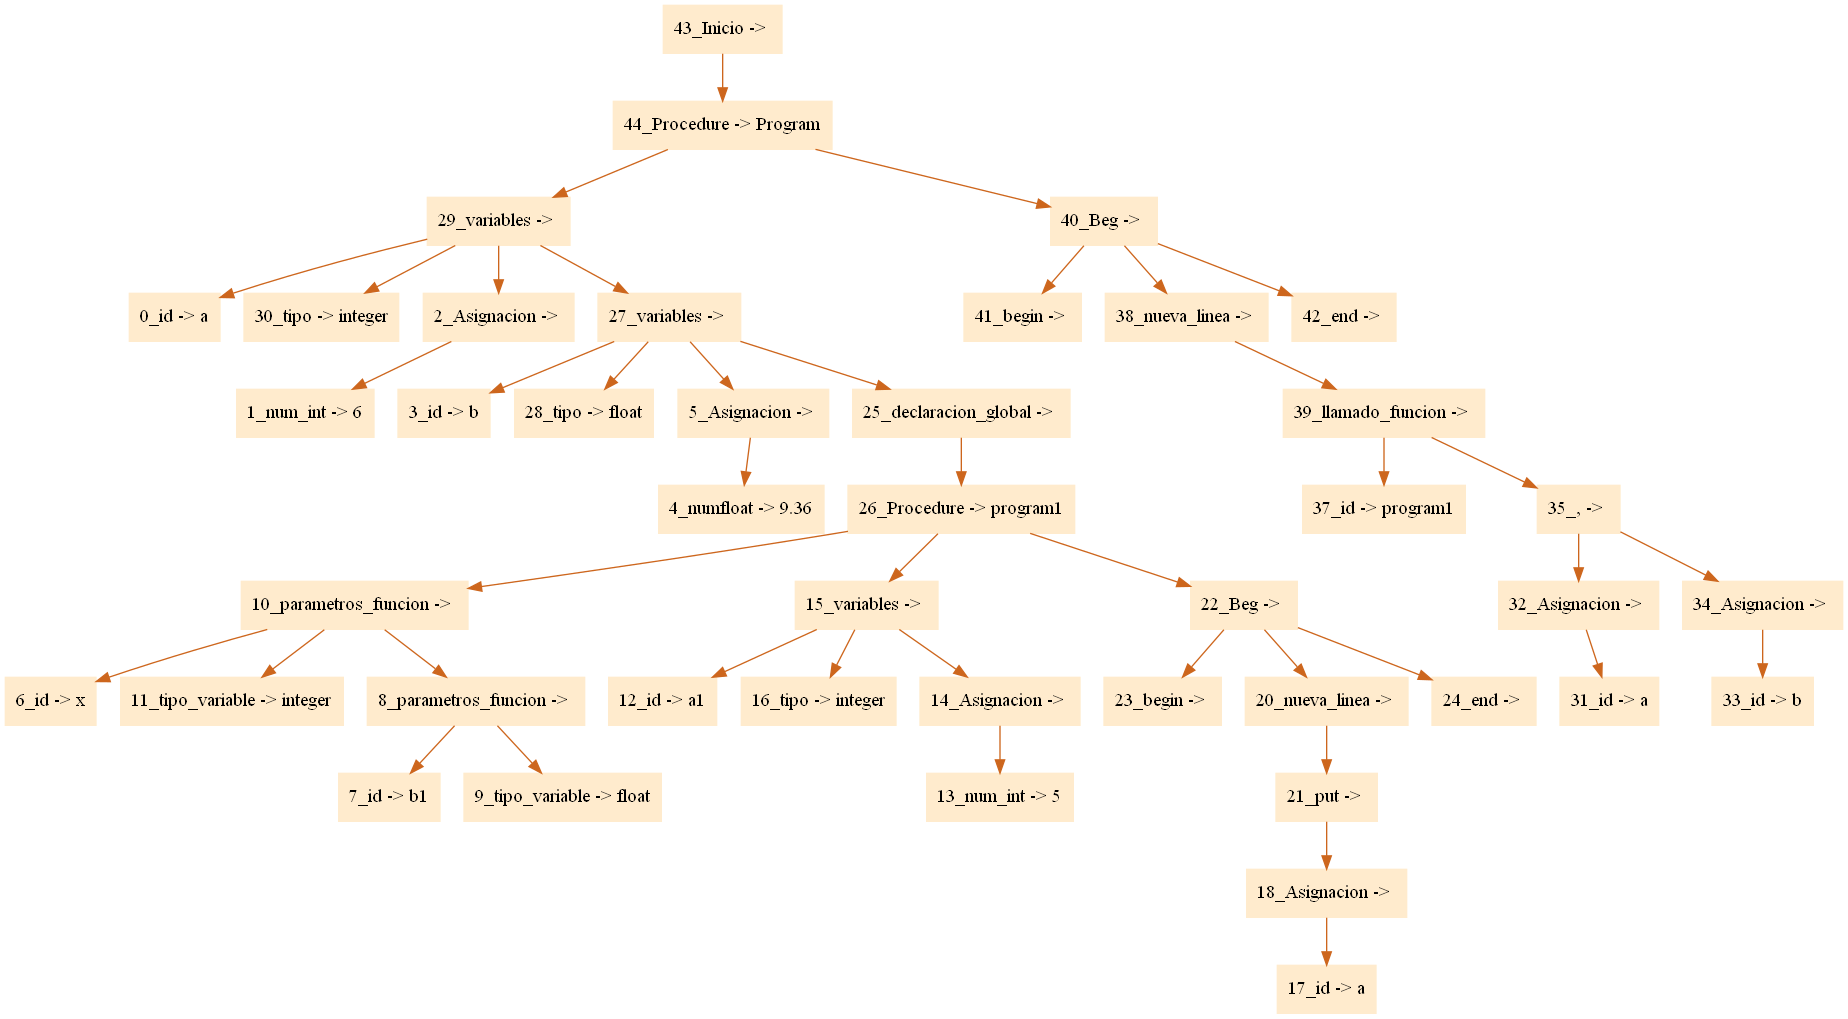 43_Inicio ->
44_Procedure -> Program
29_variables ->
40_Beg ->
0_id -> a
30_tipo -> integer
2_Asignacion ->
27_variables ->
41_begin ->
38_nueva_linea ->
42_end ->
1_num_int -> 6
3_id -> b
28_tipo -> float
5_Asignacion ->
25_declaracion_global ->
39_llamado_funcion ->
4_numfloat -> 9.36
26_Procedure -> program1
37_id -> program1
35_, ->
10_parametros_funcion ->
15_variables ->
22_Beg ->
32_Asignacion ->
34_Asignacion ->
6_id -> x
11_tipo_variable -> integer
8_parametros_funcion ->
12_id -> a1
16_tipo -> integer
14_Asignacion ->
23_begin ->
20_nueva_linea ->
24_end ->
31_id -> a
33_id -> b
7_id -> b1
9_tipo_variable -> float
13_num_int -> 5
21_put ->
18_Asignacion ->
17_id -> a